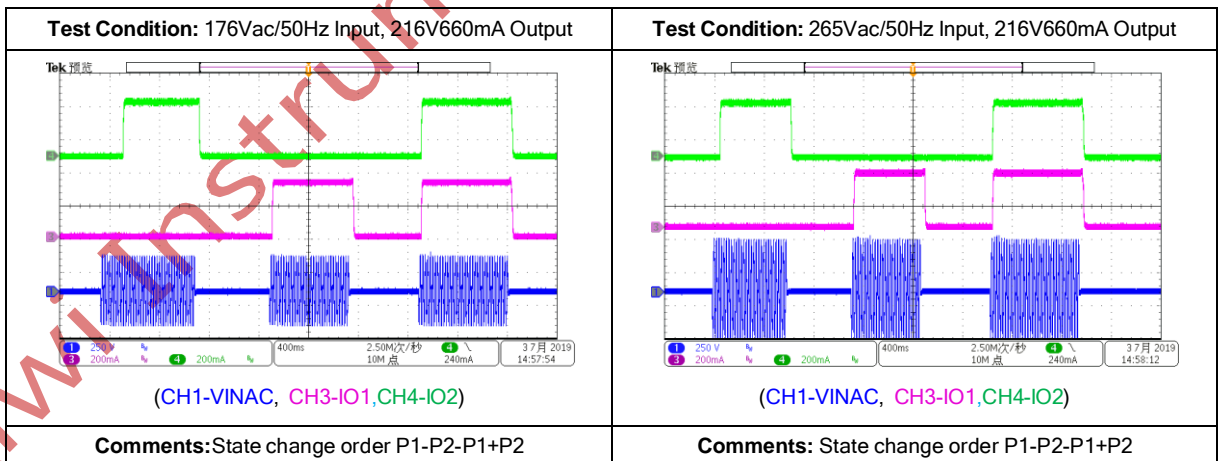 Test Condition: 176Vac/50Hz Input, 216V660mA Output
Test Condition: 265Vac/50Hz Input, 216V660mA Output
Tek 预览
1 250 V
3 200mA 4 200mA
400ms 2.50M次/秒 4 \
10M 点 240mA
3 7月 2019
14:57:54
Tek 预览
1 250 V
3 200mA 4 200mA
400ms 2.50M次/秒 4 \
10M 点 240mA
3 7月 2019
14:58:12
(CH1-VINAC, CH3-IO1,CH4-IO2)
(CH1-VINAC, CH3-IO1,CH4-IO2)
Comments:State change order P1-P2-P1+P2
Comments: State change order P1-P2-P1+P2